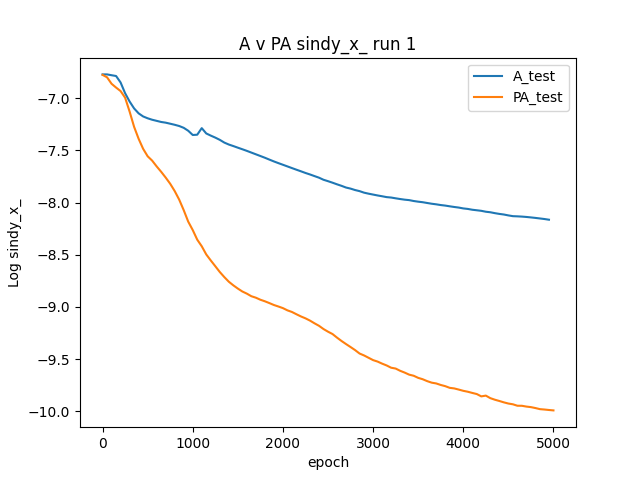 A v PA sindy_x_ run 1
A_test
PA_test
Log sindy_x_
−7.0
−7.5
−8.0
−8.5
−9.0
−9.5
−10.0
0
1000
2000
3000
4000
5000
epoch